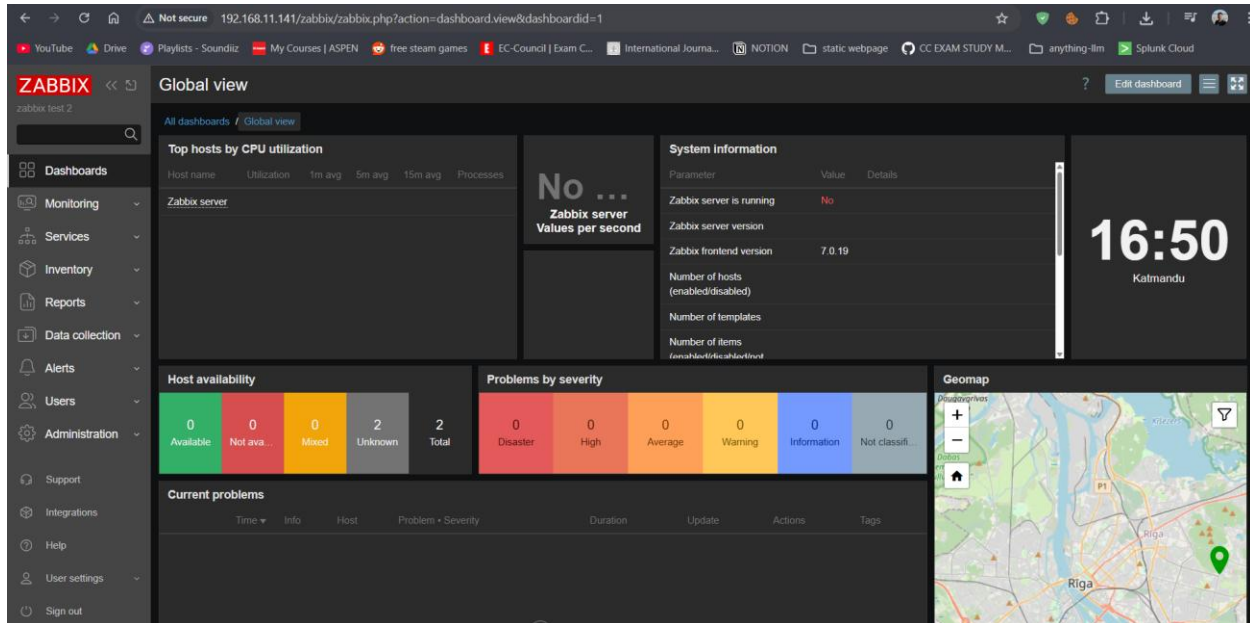 Not secure 192.168.11.141/zabbix/zabbix.php?action=dashboard.view&dashboardid=1
YouTube Drive Playlists - Soundiiz My Courses | ASPEN free steam games EC-Council | Exam C... International Journa... NOTION static webpage CC EXAM STUDY M... anything-llm Splunk Cloud
ZABBIX
zabbix test 2
Dashboards
Monitoring
Services
Inventory
Reports
Data collection
Alerts
Users
Administration
Support
Integrations
Help
User settings
Sign out
Global view
? Edit dashboard
All dashboards / Global view
Top hosts by CPU utilization
Host name Utilization 1m avg 5m avg 15m avg Processes
Zabbix server
No ...
Zabbix server
Values per second
System information
Parameter Value Details
Zabbix server is running No
Zabbix server version
Zabbix frontend version 7.0.19
Number of hosts
(enabled/disabled)
Number of templates
Number of items
(enabled/disabled/not
16:50
Katmandu
Host availability
0 0 0 2 2
Available Not ava... Mixed Unknown Total
Problems by severity
0 0 0 0 0 0
Disaster High Average Warning Information Not classifi...
Current problems
Time Info Host Problem • Severity Duration Update Actions Tags
Geomap
Daugavgrīvas
+
−
Ķīšezers
P1
Rīga
Rīga